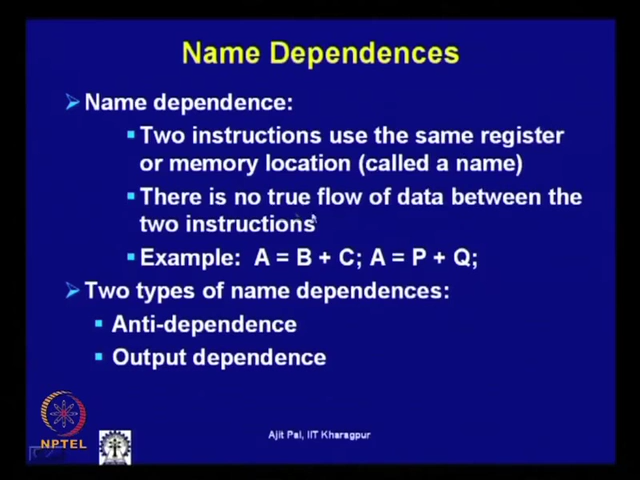 Name Dependences
Name dependence:
Two instructions use the same register
or memory location (called a name)
There is no true flow of data between the
two instructions
Example: A = B + C; A = P + Q;
Two types of name dependences:
Anti-dependence
Output dependence
Ajit Pal, IIT Kharagpur
NPTEL